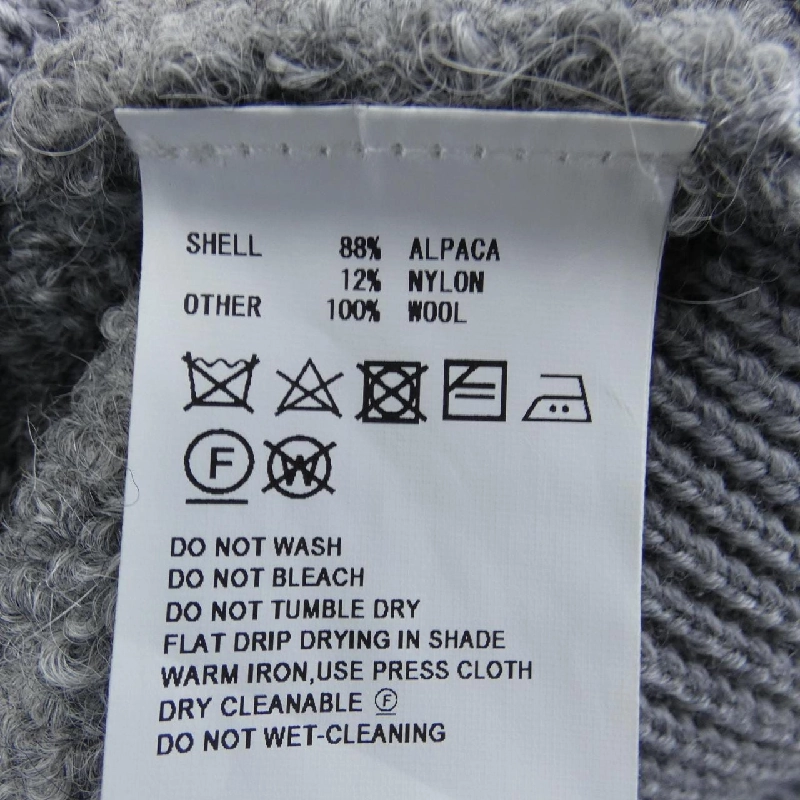 SHELL 88% ALPACA
12% NYLON
OTHER 100% WOOL
F W
DO NOT WASH
DO NOT BLEACH
DO NOT TUMBLE DRY
FLAT DRIP DRYING IN SHADE
WARM IRON,USE PRESS CLOTH
DRY CLEANABLE Ⓕ
DO NOT WET-CLEANING